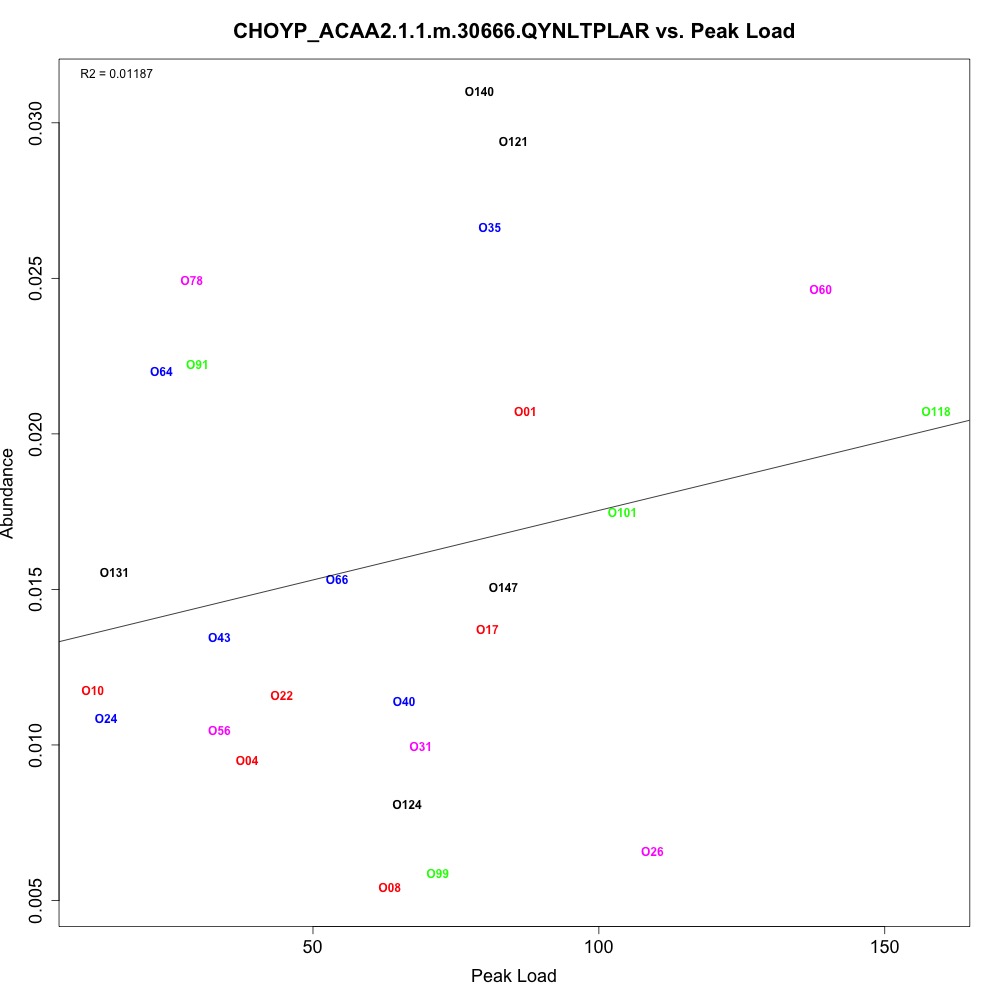 CHOYP_ACAA2.1.1.m.30666.QYNLTPLAR vs. Peak Load
R2 = 0.01187
O140
0.030
O121
O35
0.025
O78
O60
O91
O64
O01
O118
0.020
Abundance
O101
O131
O66
O147
0.015
O17
O43
O10
O22
O40
O24
O56
O31
0.010
O04
O124
O26
O99
O08
0.005
50 100 150
Peak Load